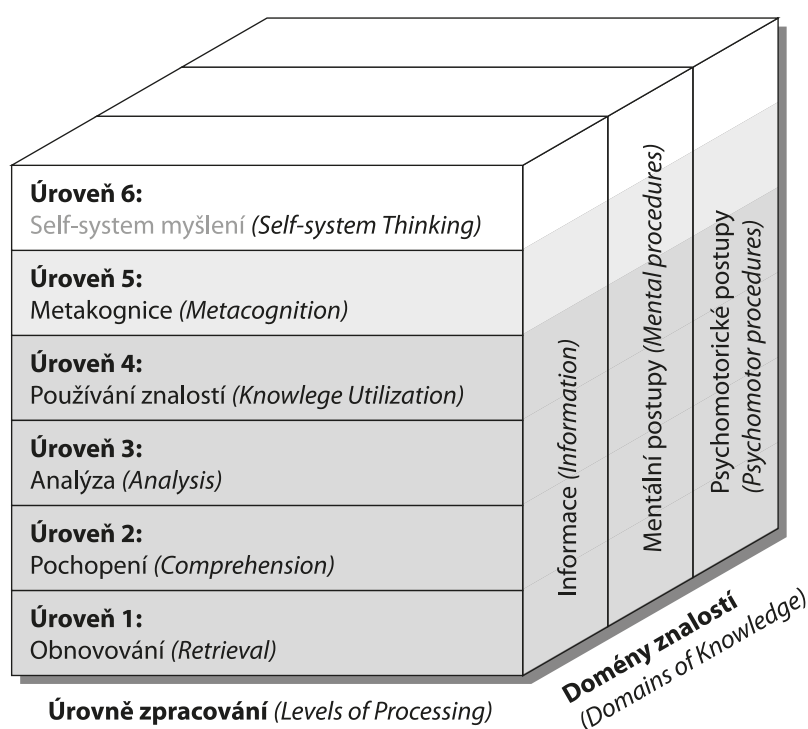 Úroveň 6:
Self-system myšlení (Self-system Thinking)
Úroveň 5:
Metakognice (Metacognition)
Úroveň 4:
Používání znalostí (Knowlege Utilization)
Úroveň 3:
Analýza (Analysis)
Úroveň 2:
Pochopení (Comprehension)
Úroveň 1:
Obnovování (Retrieval)
Informace (Information)
Mentální postupy (Mental procedures)
Psychomotorické postupy
(Psychomotor procedures)
Úrovně zpracování (Levels of Processing)
Domény znalostí
(Domains of Knowledge)